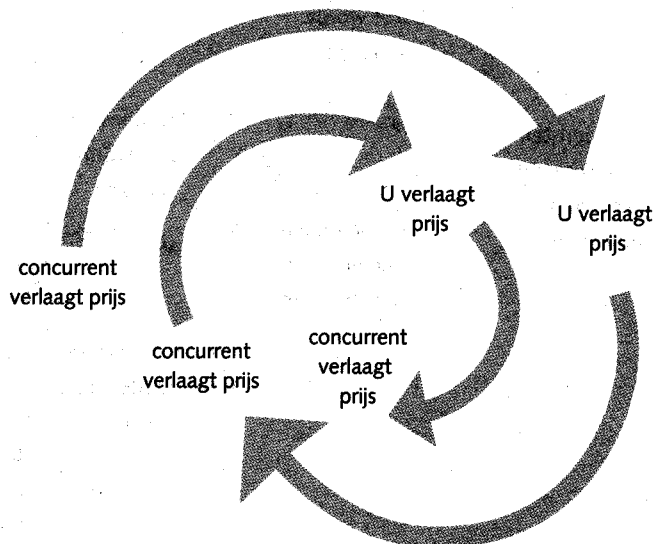 U verlaagt
prijs
U verlaagt
prijs
concurrent
verlaagt prijs
concurrent
verlaagt prijs
concurrent
verlaagt
prijs